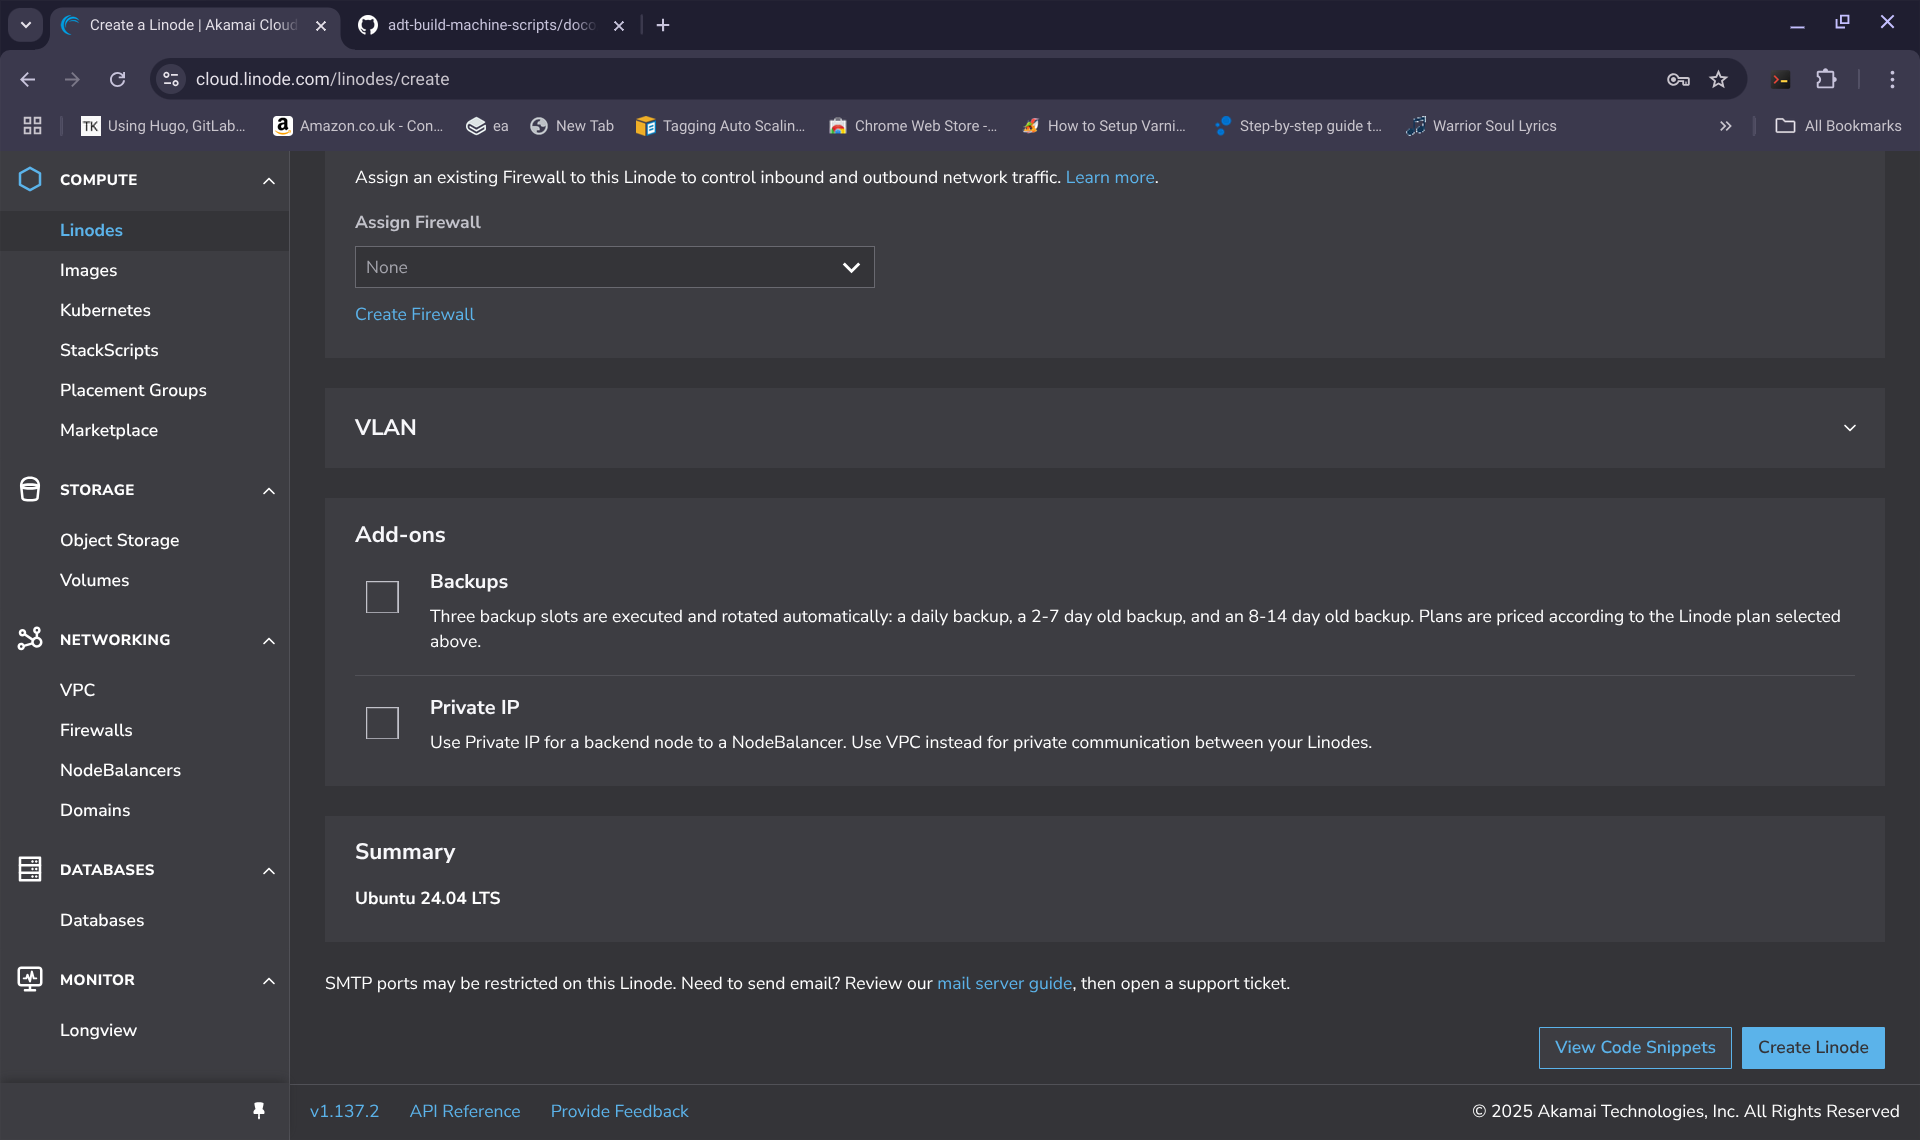 Create a Linode | Akamai Cloud
adt-build-machine-scripts/doco
cloud.linode.com/linodes/create
TK Using Hugo, GitLab...
a Amazon.co.uk - Con...
ea
New Tab
Tagging Auto Scalin...
Chrome Web Store -...
How to Setup Varni...
Step-by-step guide t...
Warrior Soul Lyrics
All Bookmarks
COMPUTE
Linodes
Images
Kubernetes
StackScripts
Placement Groups
Marketplace
STORAGE
Object Storage
Volumes
NETWORKING
VPC
Firewalls
NodeBalancers
Domains
DATABASES
Databases
MONITOR
Longview
Assign an existing Firewall to this Linode to control inbound and outbound network traffic. Learn more.
Assign Firewall
None
Create Firewall
VLAN
Add-ons
Backups
Three backup slots are executed and rotated automatically: a daily backup, a 2-7 day old backup, and an 8-14 day old backup. Plans are priced according to the Linode plan selected
above.
Private IP
Use Private IP for a backend node to a NodeBalancer. Use VPC instead for private communication between your Linodes.
Summary
Ubuntu 24.04 LTS
SMTP ports may be restricted on this Linode. Need to send email? Review our mail server guide, then open a support ticket.
View Code Snippets
Create Linode
v1.137.2
API Reference
Provide Feedback
© 2025 Akamai Technologies, Inc. All Rights Reserved